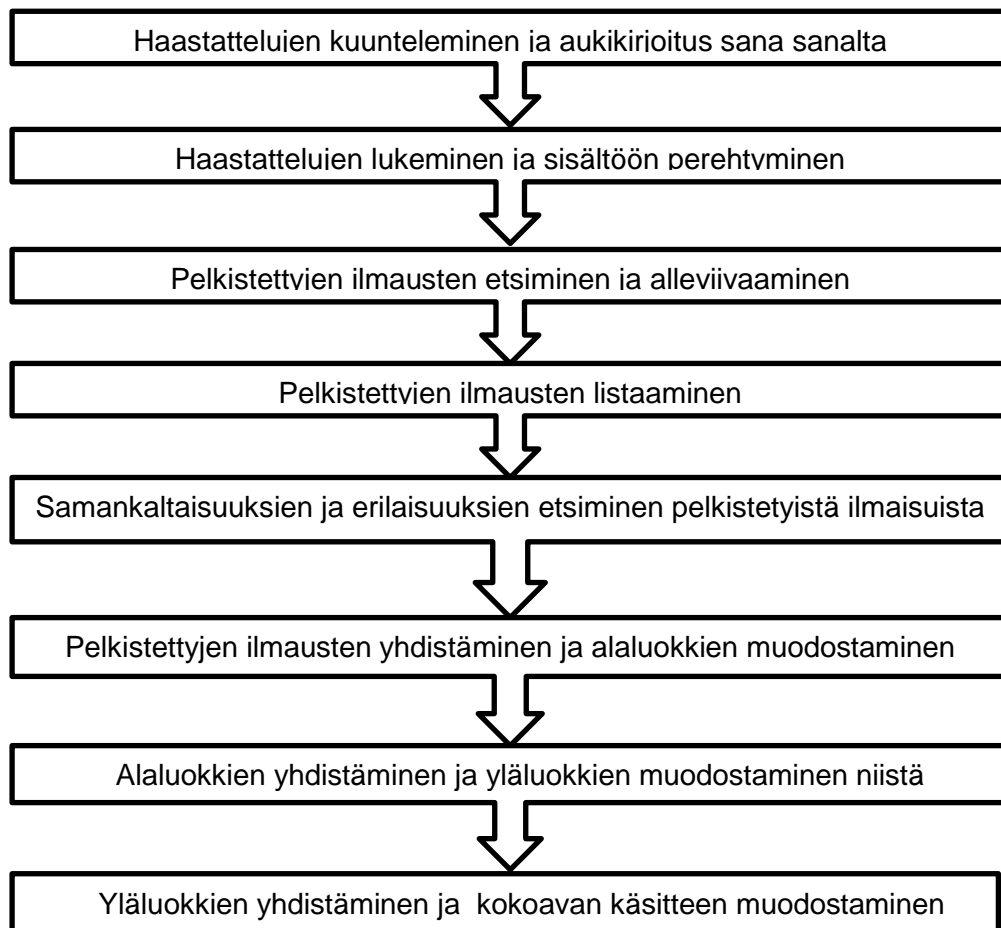 Haastattelujen kuunteleminen ja aukikirjoitus sana sanalta
Haastattelujen lukeminen ja sisältöön perehtyminen
Pelkistettyjen ilmausten etsiminen ja alleviivaaminen
Pelkistettyjen ilmausten listaaminen
Samankaltaisuuksien ja erilaisuuksien etsiminen pelkistetyistä ilmaisuista
Pelkistettyjen ilmausten yhdistäminen ja alaluokkien muodostaminen
Alaluokkien yhdistäminen ja yläluokkien muodostaminen niistä
Yläluokkien yhdistäminen ja kokoavan käsitteen muodostaminen